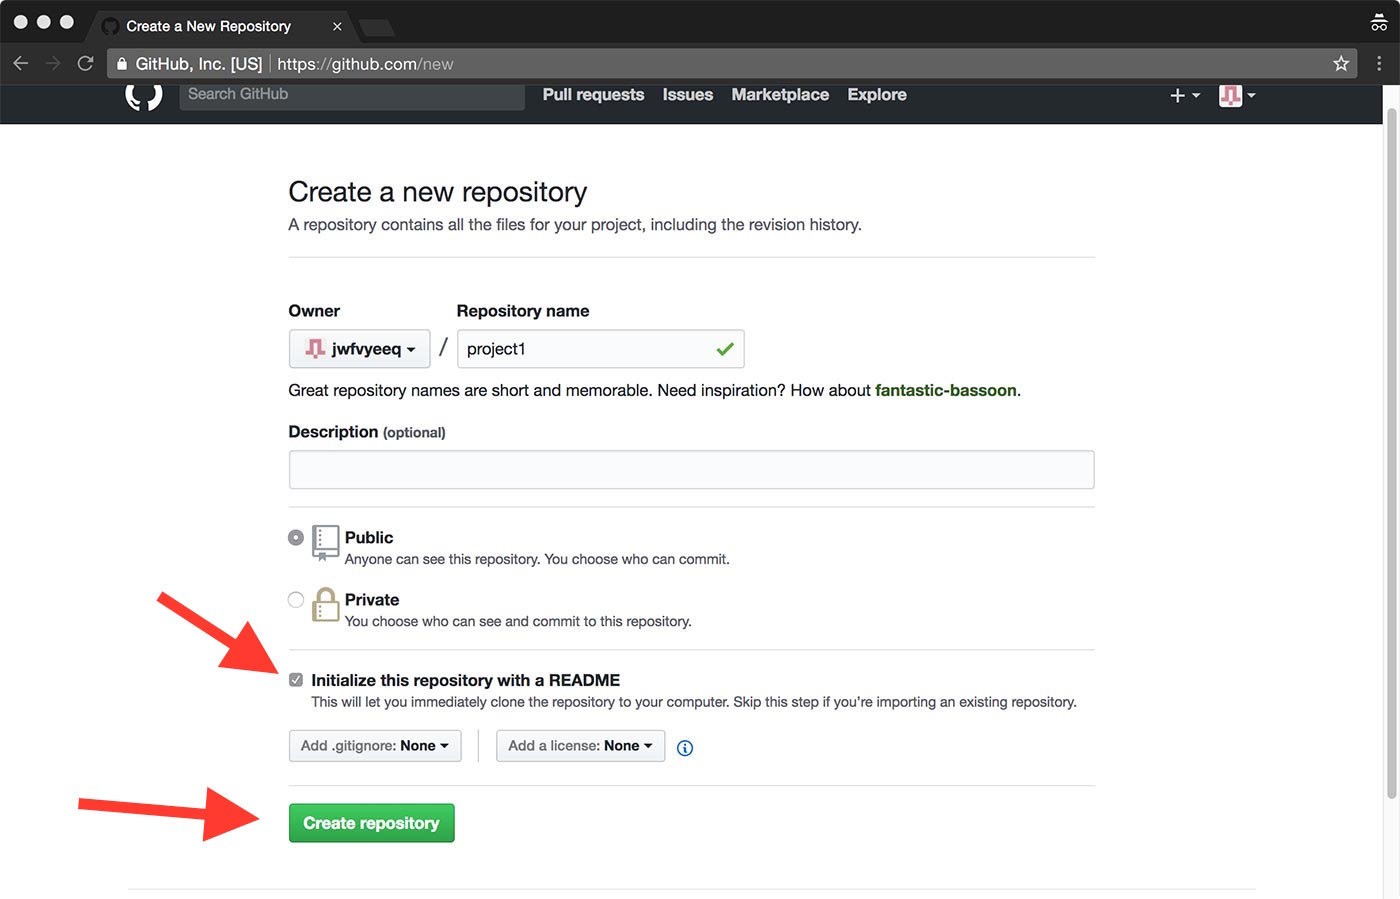 Create a New Repository
GitHub, Inc. [US] https://github.com/new
Search GitHub Pull requests Issues Marketplace Explore
Create a new repository
A repository contains all the files for your project, including the revision history.
Owner Repository name
jwfvyeeq / project1
Great repository names are short and memorable. Need inspiration? How about fantastic-bassoon.
Description (optional)
Public
Anyone can see this repository. You choose who can commit.
Private
You choose who can see and commit to this repository.
Initialize this repository with a README
This will let you immediately clone the repository to your computer. Skip this step if you’re importing an existing repository.
Add .gitignore: None Add a license: None
Create repository